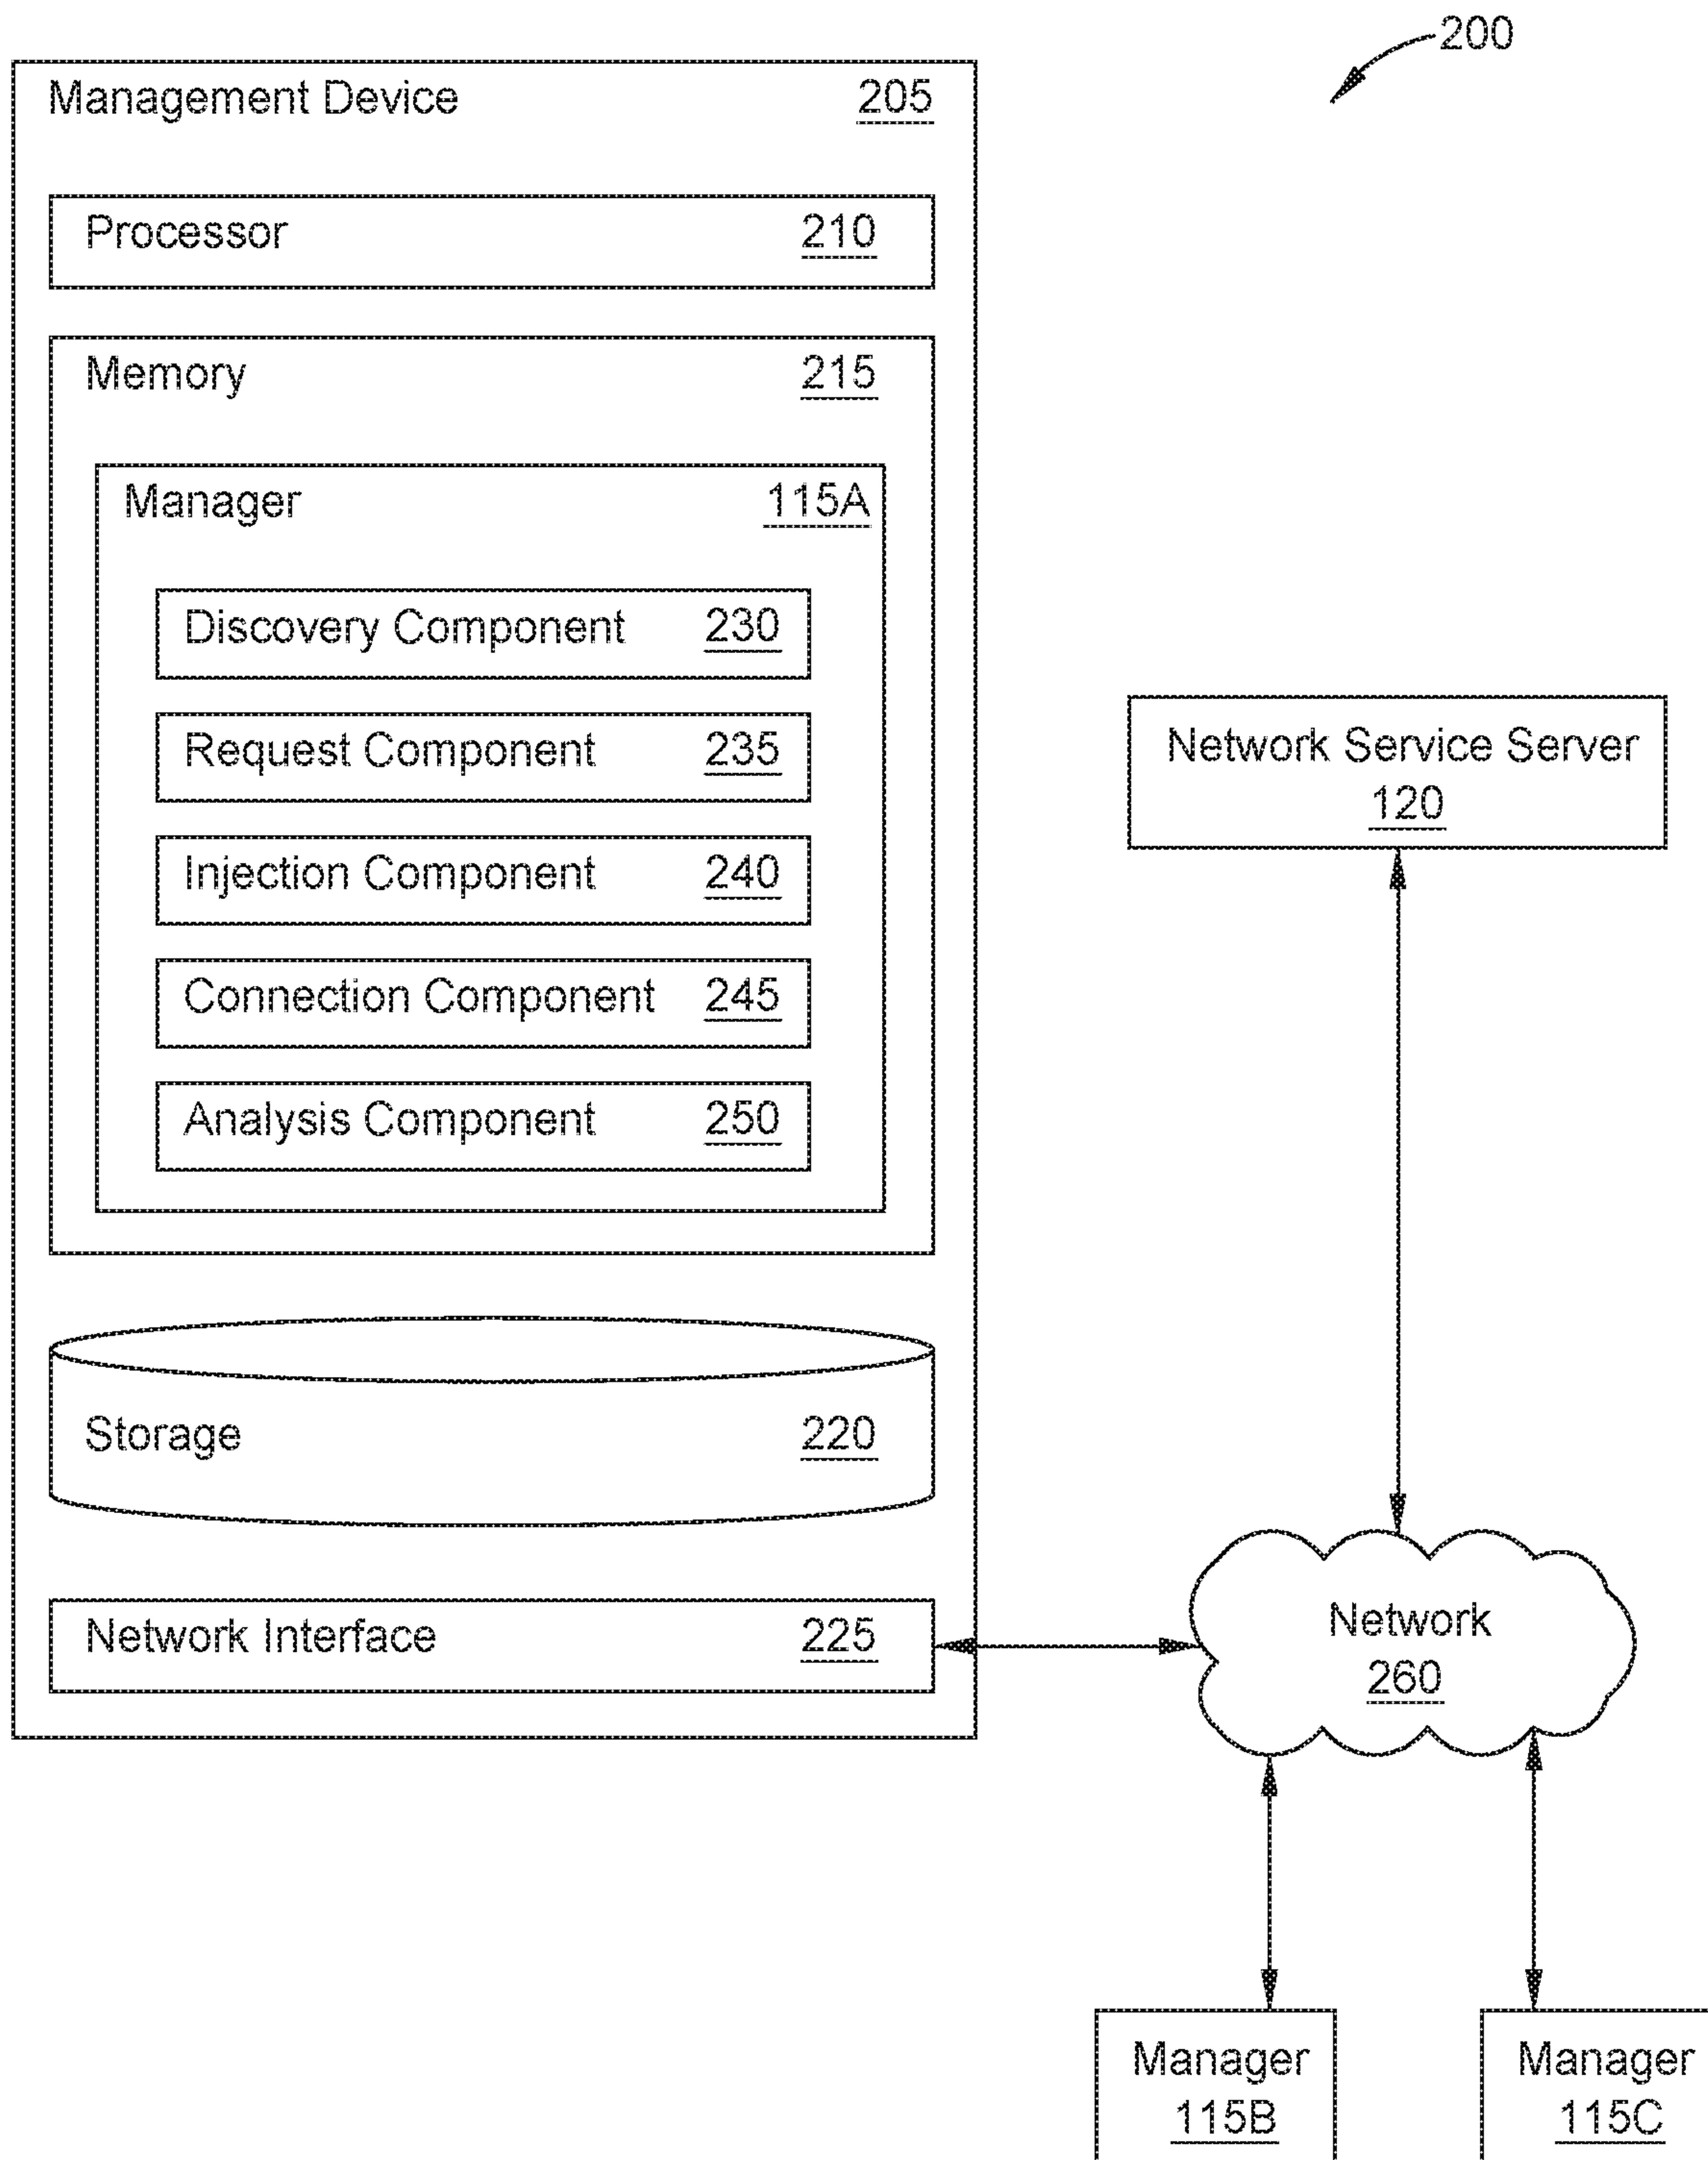 200
Management Device 205
Processor 210
Memory 215
Manager 115A
Discovery Component 230
Request Component 235
Injection Component 240
Connection Component 245
Analysis Component 250
Storage 220
Network Interface 225
Network Service Server
120
Network
260
Manager
115B
Manager
115C